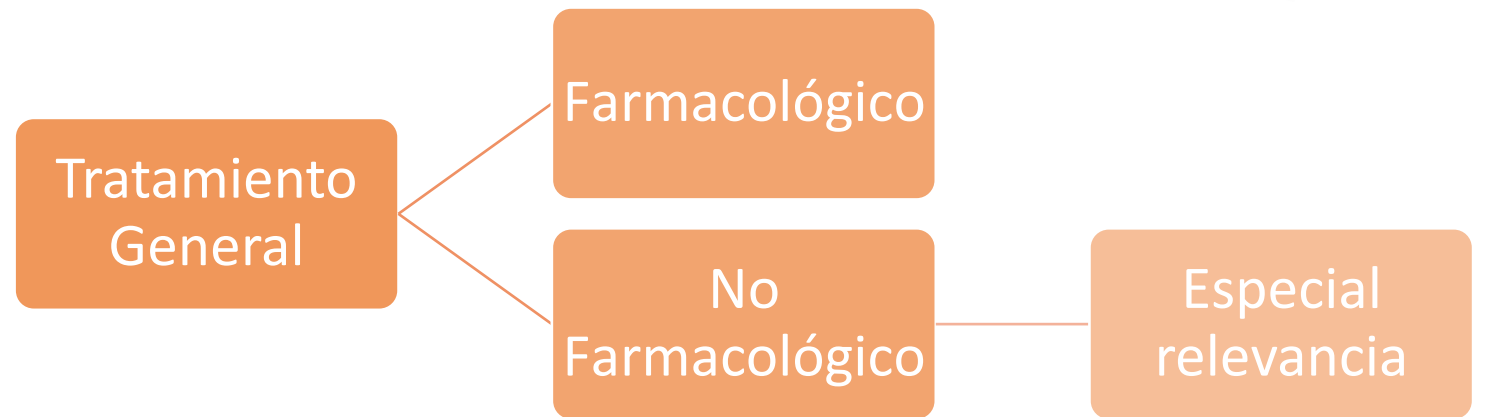 Tratamiento
General
Farmacológico
No
Farmacológico
Especial
relevancia